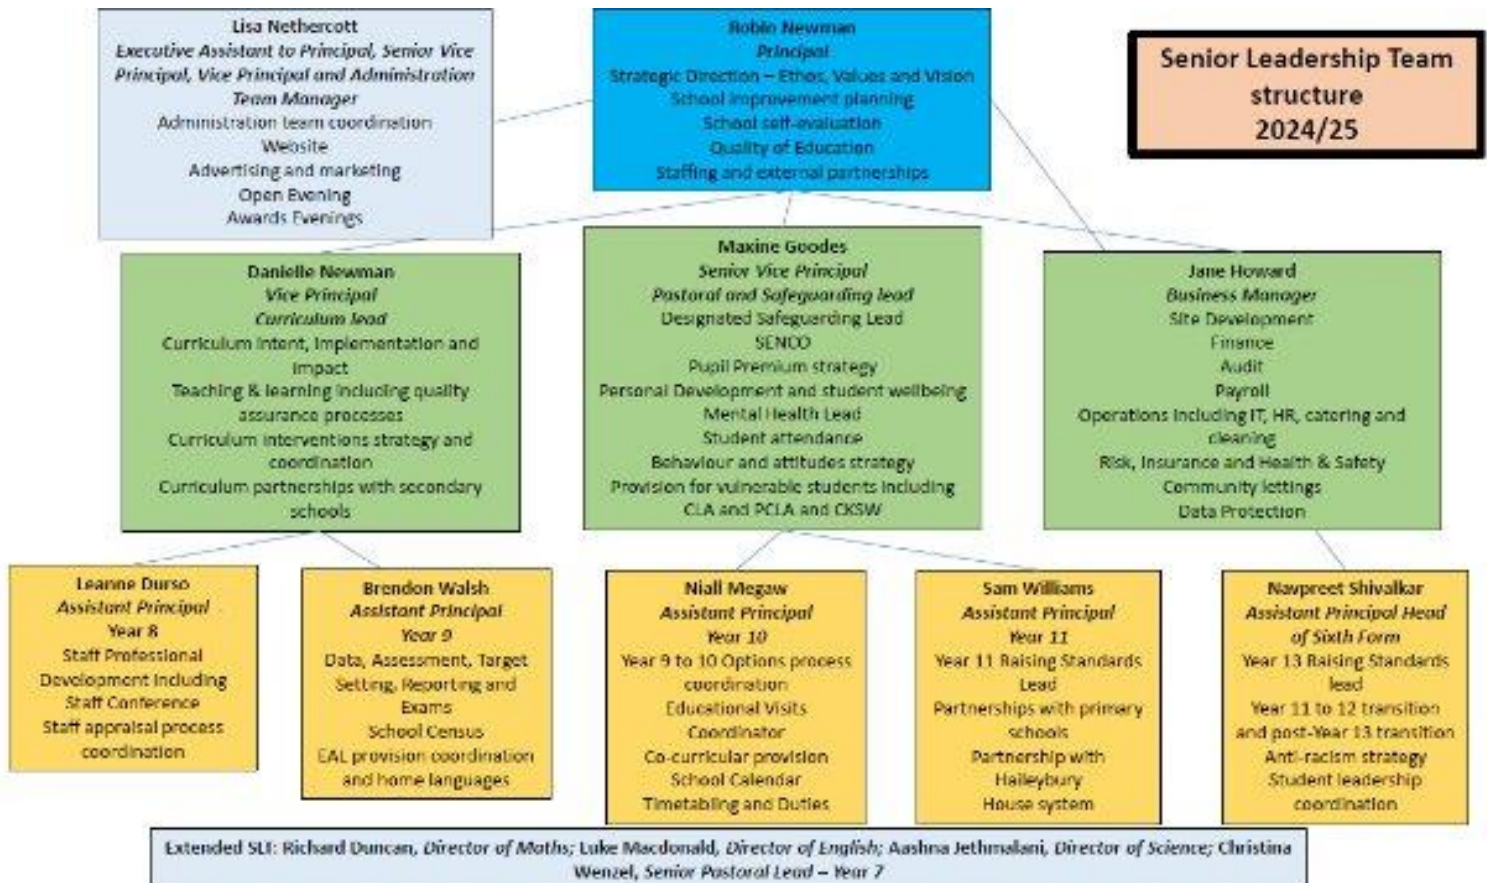 Lisa Nethercott
Executive Assistant to Principal, Senior Vice
Principal, Vice Principal and Administration
Team Manager
Administration team coordination
Website
Advertising and marketing
Open Evening
Awards Evenings
Robin Newman
Principal
Strategic Direction – Ethos, Values and Vision
School improvement planning
School self-evaluation
Quality of Education
Staffing and external partnerships
Senior Leadership Team
structure
2024/25
Danielle Newman
Vice Principal
Curriculum lead
Curriculum intent, implementation and
impact
Teaching & learning including quality
assurance processes
Curriculum interventions strategy and
coordination
Curriculum partnerships with secondary
schools
Maxine Goodes
Senior Vice Principal
Pastoral and Safeguarding lead
Designated Safeguarding Lead
SENCO
Pupil Premium strategy
Personal Development and student wellbeing
Mental Health Lead
Student attendance
Behaviour and attitudes strategy
Provision for vulnerable students including
CLA and PCLA and CKSW
Jane Howard
Business Manager
Site Development
Finance
Audit
Payroll
Operations including IT, HR, catering and
cleaning
Risk, Insurance and Health & Safety
Community lettings
Data Protection
Leanne Durso
Assistant Principal
Year 8
Staff Professional
Development including
Staff Conference
Staff appraisal process
coordination
Brendon Walsh
Assistant Principal
Year 9
Data, Assessment, Target
Setting, Reporting and
Exams
School Census
EAL provision coordination
and home languages
Niall Megaw
Assistant Principal
Year 10
Year 9 to 10 Options process
coordination
Educational Visits
Coordinator
Co-curricular provision
School Calendar
Timetabling and Duties
Sam Williams
Assistant Principal
Year 11
Year 11 Raising Standards
Lead
Partnerships with primary
schools
Partnership with
Haileybury
House system
Navpreet Shivalkar
Assistant Principal Head
of Sixth Form
Year 13 Raising Standards
lead
Year 11 to 12 transition
and post-Year 13 transition
Anti-racism strategy
Student leadership
coordination
Extended SLT: Richard Duncan, Director of Maths; Luke Macdonald, Director of English; Aashna Jethmalani, Director of Science; Christina
Wenzel, Senior Pastoral Lead – Year 7